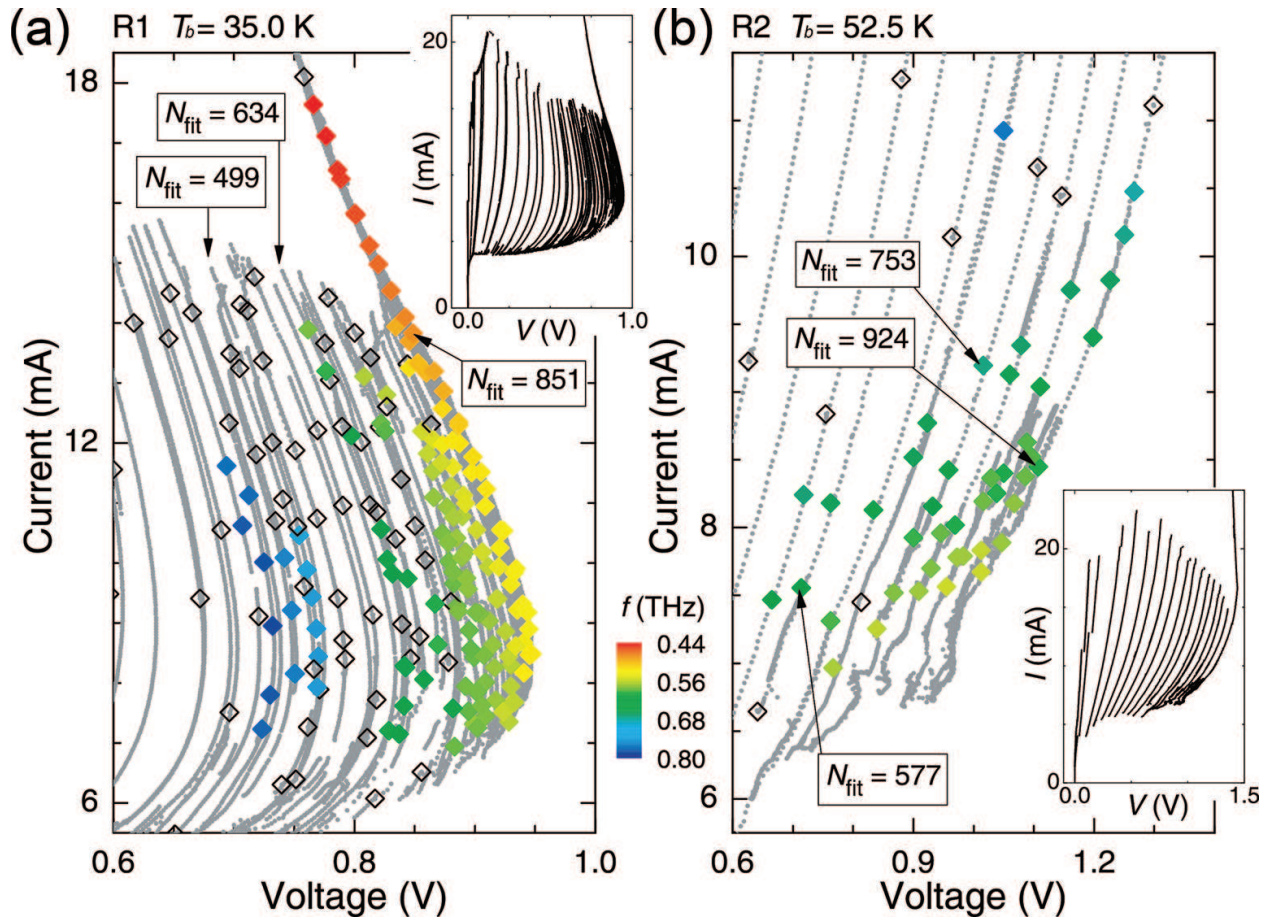 (a) R1 T_b = 35.0 K
18
12
6
Current (mA)
0.6 0.8 1.0
Voltage (V)
N_fit = 634
N_fit = 499
N_fit = 851
20
I (mA)
0
0.0 1.0
V (V)
f (THz)
0.44
0.56
0.68
0.80
(b) R2 T_b = 52.5 K
10
8
6
Current (mA)
0.6 0.9 1.2
Voltage (V)
N_fit = 753
N_fit = 924
N_fit = 577
20
I (mA)
0
0.0 1.5
V (V)